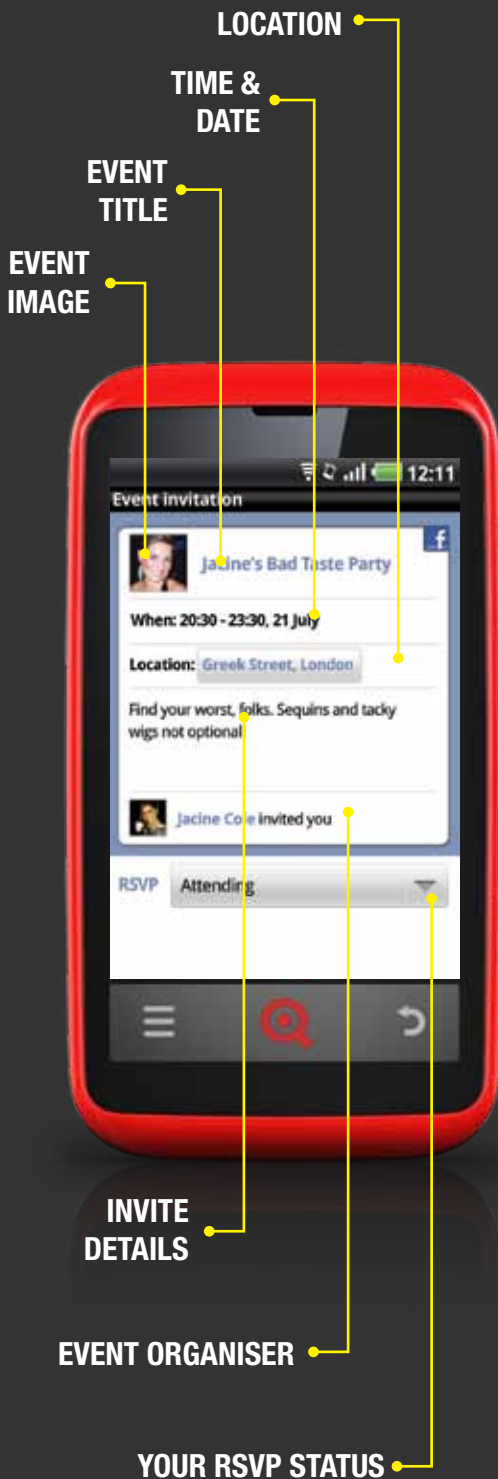 LOCATION
TIME &
DATE
EVENT
TITLE
EVENT
IMAGE
12:11
Event invitation
f
Jacine's Bad Taste Party
When: 20:30 - 23:30, 21 July
Location: Greek Street, London
Find your worst, folks. Sequins and tacky
wigs not optional
Jacine Cole invited you
RSVP Attending
INVITE
DETAILS
EVENT ORGANISER
YOUR RSVP STATUS